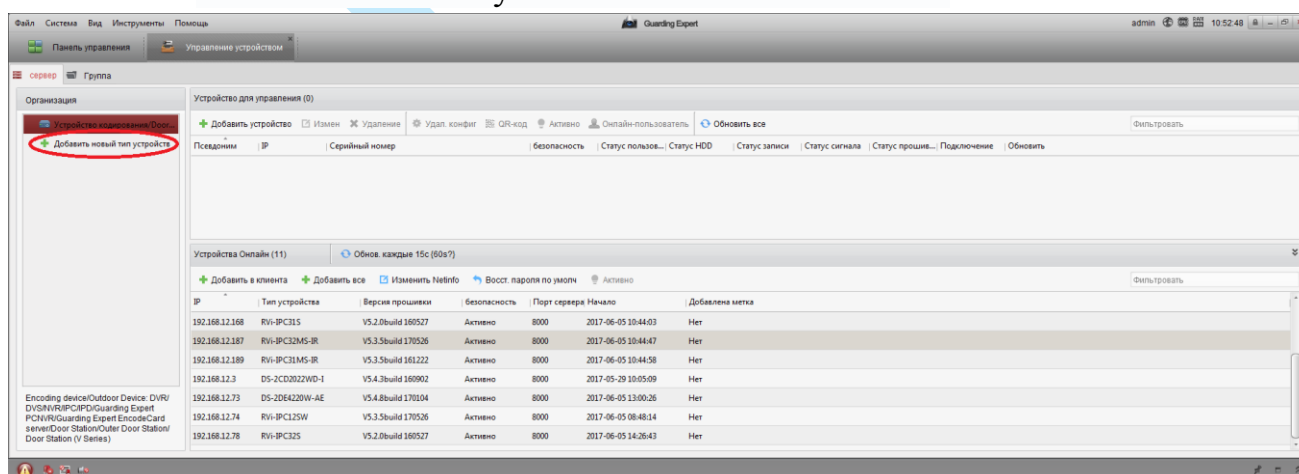 Файл Система Вид Инструменты Помощь Guarding Expert admin 10:52:48
Панель управления Управление устройством
сервер Группа
Организация Устройство для управления (0)
Устройство кодирования/Door... Добавить устройство Измен Удаление Удал. конфиг QR-код Активно Онлайн-пользователь Обновить все Фильтровать
Добавить новый тип устройств Псевдоним IP Серийный номер безопасность Статус пользов... Статус HDD Статус записи Статус сигнала Статус прошив... Подключение Обновить
Устройства Онлайн (11) Обнов. каждые 15с (60s?)
Добавить в клиента Добавить все Изменить Netinfo Восст. пароля по умолч Активно Фильтровать
IP Тип устройства Версия прошивки безопасность Порт сервера Начало Добавлена метка
192.168.12.168 RVi-IPC31S V5.2.0build 160527 Активно 8000 2017-06-05 10:44:03 Нет
192.168.12.187 RVi-IPC32MS-IR V5.3.5build 170526 Активно 8000 2017-06-05 10:44:47 Нет
192.168.12.189 RVi-IPC31MS-IR V5.3.5build 161222 Активно 8000 2017-06-05 10:44:58 Нет
192.168.12.3 DS-2CD2022WD-I V5.4.3build 160902 Активно 8000 2017-05-29 10:05:09 Нет
192.168.12.73 DS-2DE4220W-AE V5.4.8build 170104 Активно 8000 2017-06-05 13:00:26 Нет
192.168.12.74 RVi-IPC12SW V5.3.5build 170526 Активно 8000 2017-06-05 08:48:14 Нет
192.168.12.78 RVi-IPC32S V5.2.0build 160527 Активно 8000 2017-06-05 14:26:43 Нет
Encoding device/Outdoor Device: DVR/
DVS/NVR/IPC/IPD/Guarding Expert
PCNVR/Guarding Expert EncodeCard
server/Door Station/Outer Door Station/
Door Station (V Series)